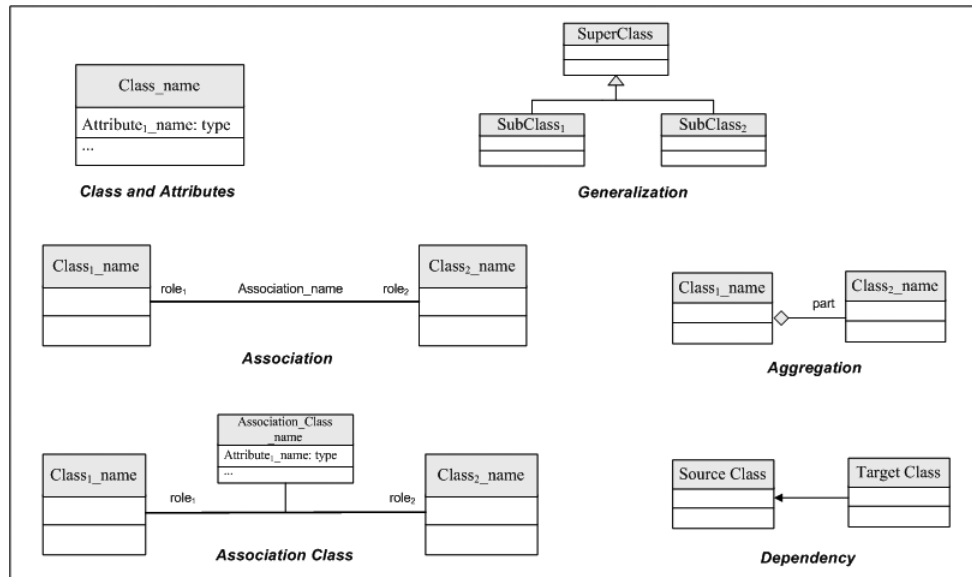 Class_name
Attribute₁_name: type
...
Class and Attributes
SuperClass
SubClass₁
SubClass₂
Generalization
Class₁_name
role₁
Association_name
role₂
Class₂_name
Association
Class₁_name
part
Class₂_name
Aggregation
Class₁_name
role₁
Association_Class
_name
Attribute₁_name: type
...
role₂
Class₂_name
Association Class
Source Class
Target Class
Dependency